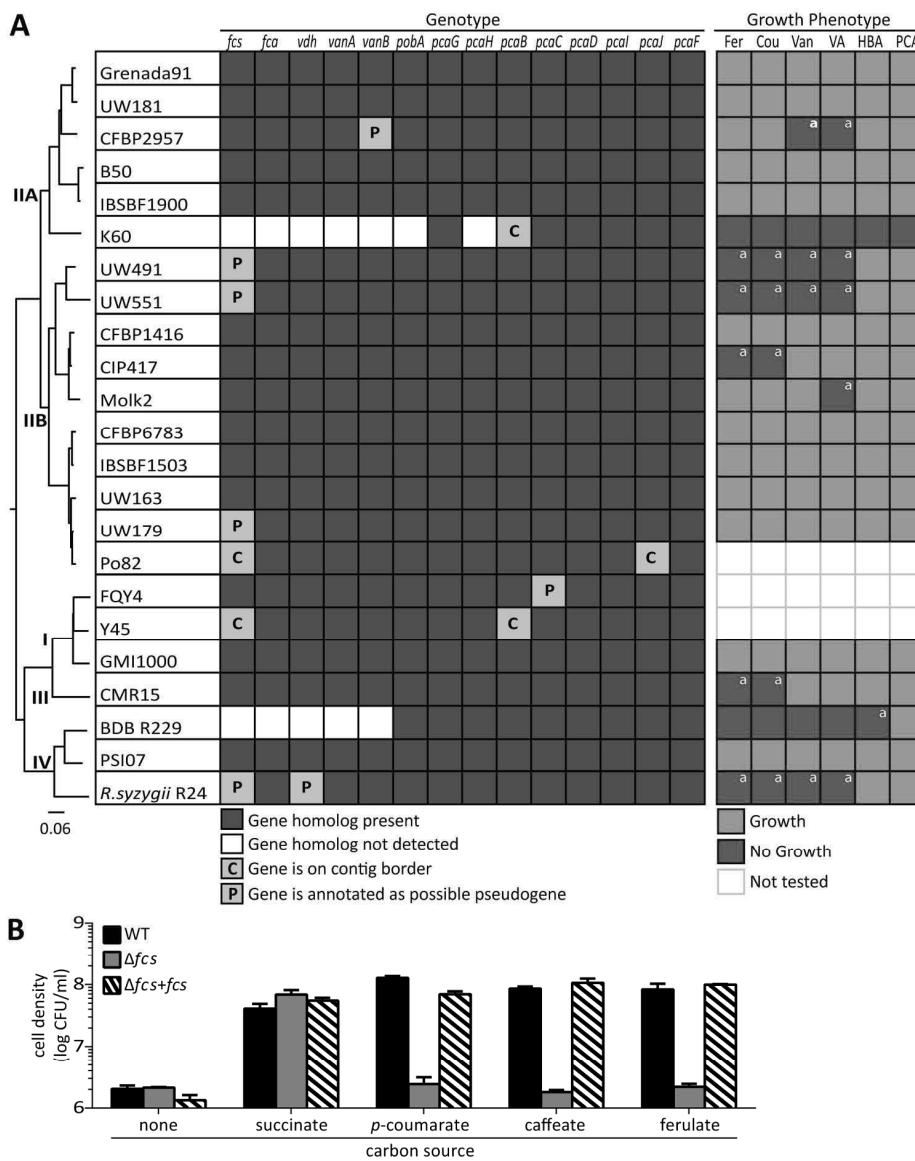 A
Genotype
Growth Phenotype
fcs fca vdh vanA vanB pobA pcaG pcaH pcaB pcaC pcaD pcaI pcaJ pcaF
Fer Cou Van VA HBA PCA
Grenada91
UW181
CFBP2957 P a a
B50
IIA
IBSBF1900
K60 C
UW491 P a a a a
UW551 P a a a a
CFBP1416
CIP417 a a
Molk2 a
IIB
CFBP6783
IBSBF1503
UW163
UW179 P
Po82 C C
FQY4 P
I
Y45 C C
GMI1000
III
CMR15 a a
BDB R229 a
IV
PSI07
R.syzygii R24 P P a a a a
0.06
Gene homolog present
Gene homolog not detected
C Gene is on contig border
P Gene is annotated as possible pseudogene
Growth
No Growth
Not tested
B
9
8
7
6
cell density
(log CFU/ml)
WT
Δfcs
Δfcs+fcs
none succinate p-coumarate caffeate ferulate
carbon source